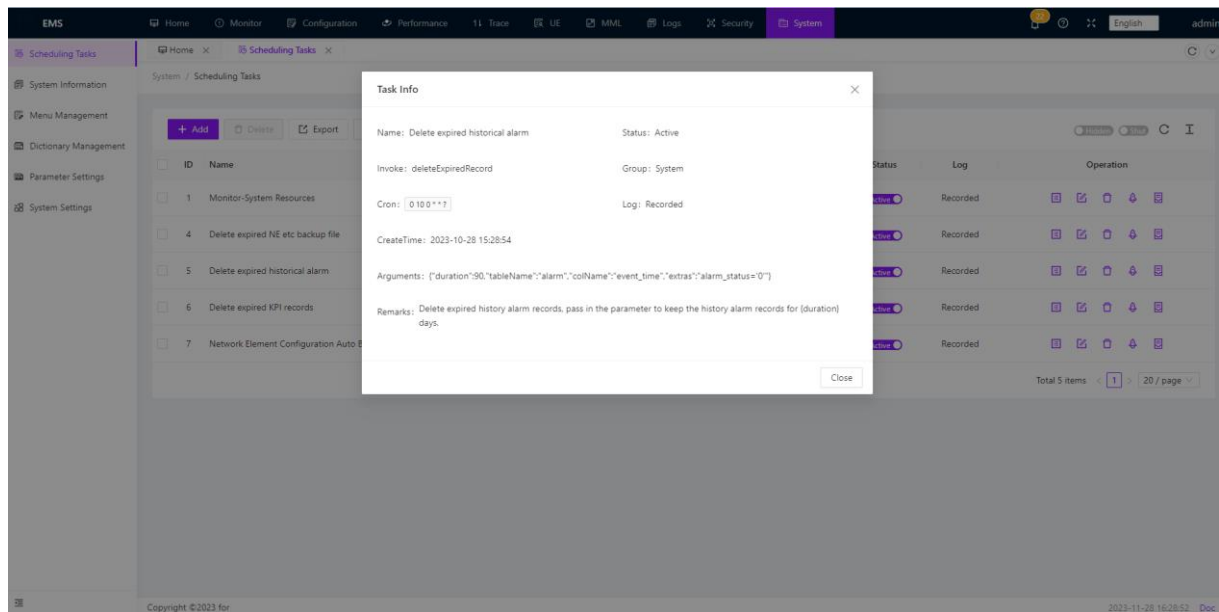 EMS
Home
Monitor
Configuration
Performance
Trace
UE
MML
Logs
Security
System
22
English
admin
Scheduling Tasks
System Information
Menu Management
Dictionary Management
Parameter Settings
System Settings
Home
Scheduling Tasks
System / Scheduling Tasks
+ Add
Delete
Export
Hidden
Shut
ID Name Status Log Operation
1 Monitor-System Resources Active Recorded
4 Delete expired NE etc backup file Recorded
5 Delete expired historical alarm Recorded
6 Delete expired KPI records Active Recorded
7 Network Element Configuration Auto Active Recorded
Total 5 items < 1 > 20 / page
Task Info
Name: Delete expired historical alarm Status: Active
Invoke: deleteExpiredRecord Group: System
Cron: 0 10 0 * * ? Log: Recorded
CreateTime: 2023-10-28 15:28:54
Arguments: {"duration":90,"tableName":"alarm","colName":"event_time","extras":"alarm_status='0'"}
Remarks: Delete expired history alarm records, pass in the parameter to keep the history alarm records for {duration}
days.
Close
Copyright ©2023 for
2023-11-28 16:28:52 Doc